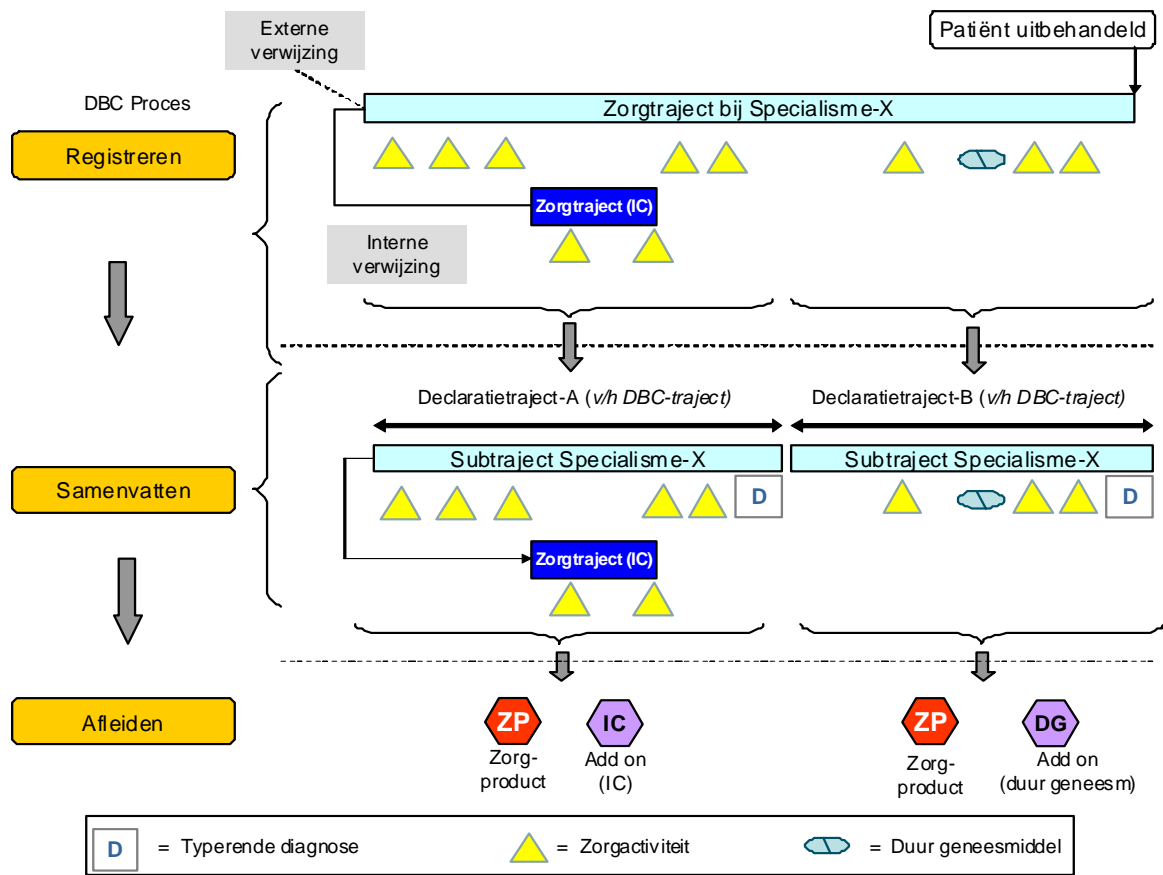 Externe
verwijzing
Patiënt uitbehandeld
DBC Proces
Zorgtraject bij Specialisme-X
Registreren
Zorgtraject (IC)
Interne
verwijzing
Declaratietraject-A (v/h DBC-traject)
Declaratietraject-B (v/h DBC-traject)
Subtraject Specialisme-X
Subtraject Specialisme-X
Samenvatten
D
D
Zorgtraject (IC)
Afleiden
ZP
IC
ZP
DG
Zorg-
product
Add on
(IC)
Zorg-
product
Add on
(duur geneesm)
D = Typerende diagnose
= Zorgactiviteit
= Duur geneesmiddel